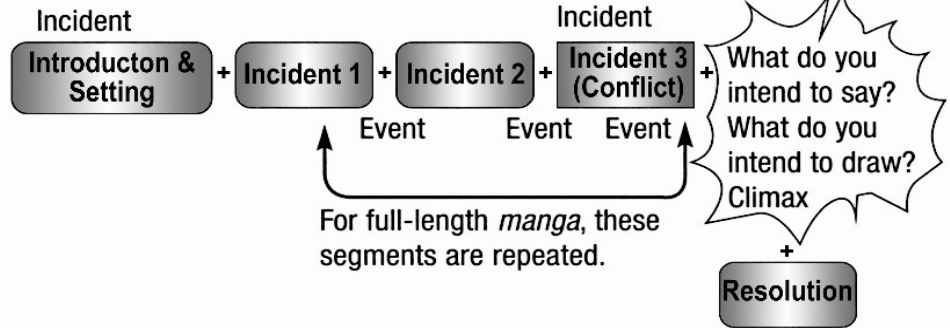 Incident
Incident
Introducton &
Setting
+
Incident 1
+
Incident 2
+
Incident 3
(Conflict)
+
What do you
intend to say?
What do you
intend to draw?
Climax
Event
Event
Event
For full-length manga, these
segments are repeated.
+
Resolution